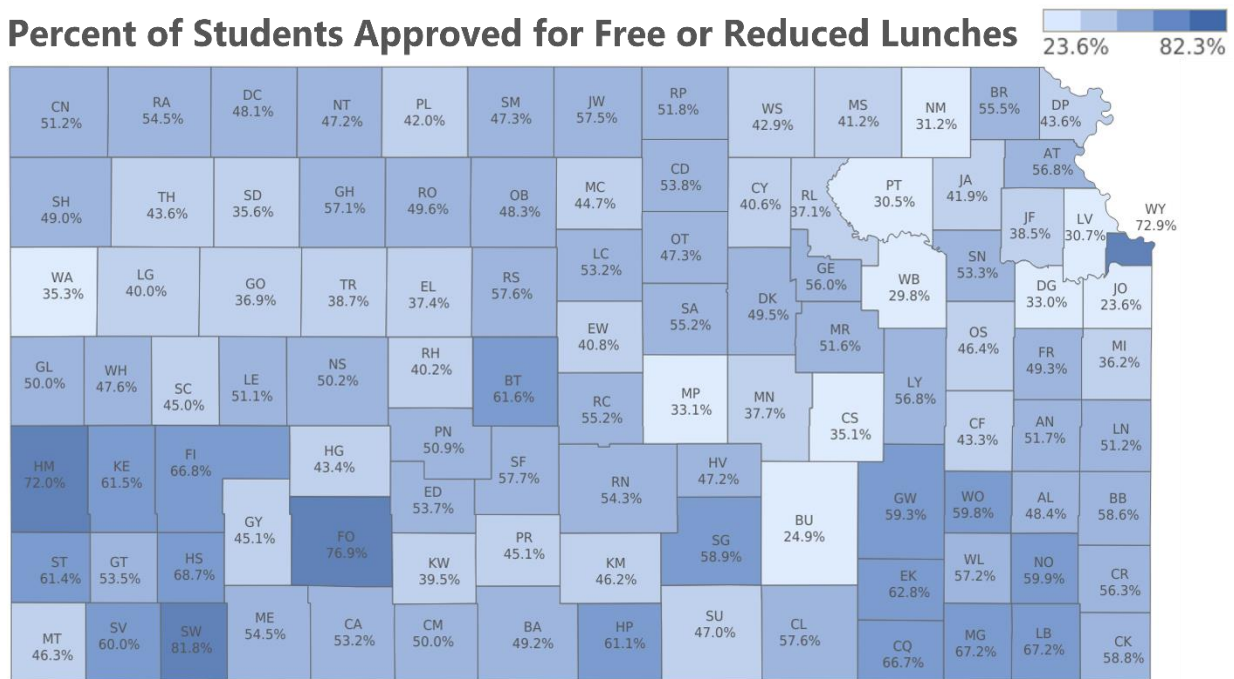 Percent of Students Approved for Free or Reduced Lunches
23.6% 82.3%
CN
51.2%
RA
54.5%
DC
48.1%
NT
47.2%
PL
42.0%
SM
47.3%
JW
57.5%
RP
51.8%
WS
42.9%
MS
41.2%
NM
31.2%
BR
55.5%
DP
43.6%
AT
56.8%
SH
49.0%
TH
43.6%
SD
35.6%
GH
57.1%
RO
49.6%
OB
48.3%
MC
44.7%
CD
53.8%
CY
40.6%
RL
37.1%
PT
30.5%
JA
41.9%
JF
38.5%
LV
30.7%
WY
72.9%
WA
35.3%
LG
40.0%
GO
36.9%
TR
38.7%
EL
37.4%
RS
57.6%
LC
53.2%
OT
47.3%
DK
49.5%
GE
56.0%
WB
29.8%
SN
53.3%
DG
33.0%
JO
23.6%
EW
40.8%
SA
55.2%
MR
51.6%
OS
46.4%
FR
49.3%
MI
36.2%
GL
50.0%
WH
47.6%
SC
45.0%
LE
51.1%
NS
50.2%
RH
40.2%
BT
61.6%
RC
55.2%
MP
33.1%
MN
37.7%
CS
35.1%
LY
56.8%
CF
43.3%
AN
51.7%
LN
51.2%
HM
72.0%
KE
61.5%
FI
66.8%
HG
43.4%
PN
50.9%
SF
57.7%
RN
54.3%
HV
47.2%
ED
53.7%
GW
59.3%
WO
59.8%
AL
48.4%
BB
58.6%
GY
45.1%
FO
76.9%
PR
45.1%
SG
58.9%
BU
24.9%
ST
61.4%
GT
53.5%
HS
68.7%
KW
39.5%
KM
46.2%
EK
62.8%
WL
57.2%
NO
59.9%
CR
56.3%
MT
46.3%
SV
60.0%
SW
81.8%
ME
54.5%
CA
53.2%
CM
50.0%
BA
49.2%
HP
61.1%
SU
47.0%
CL
57.6%
CQ
66.7%
MG
67.2%
LB
67.2%
CK
58.8%